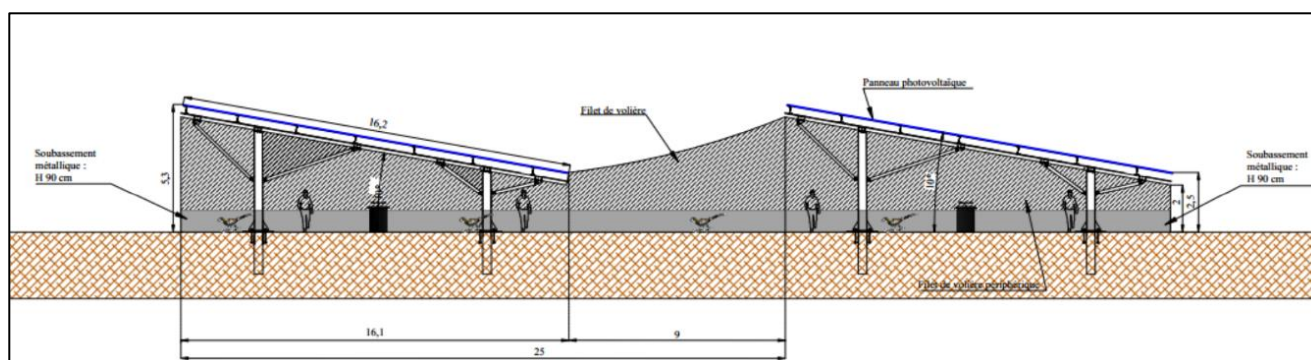 Panneau photovoltaïque
Filet de volière
16,2
Soubassement
métallique :
H 90 cm
5,3
10°
Soubassement
métallique :
H 90 cm
2
2,5
Filet de volière périphérique
16,1
9
25